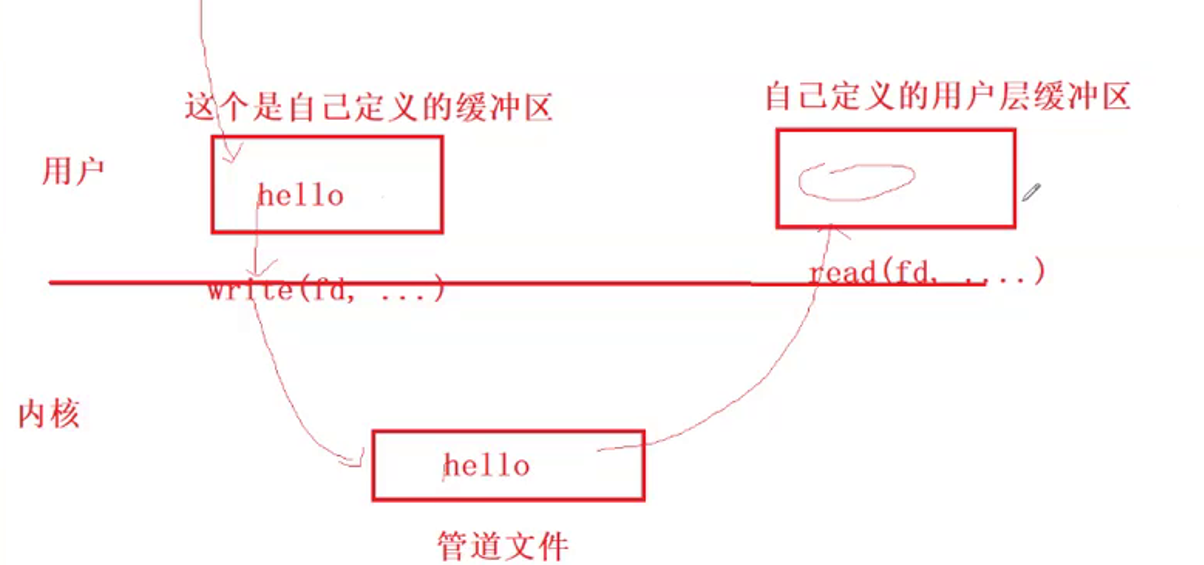 这个是自己定义的缓冲区
自己定义的用户层缓冲区
用户
hello
write(fd, ...)
read(fd, ....)
内核
hello
管道文件